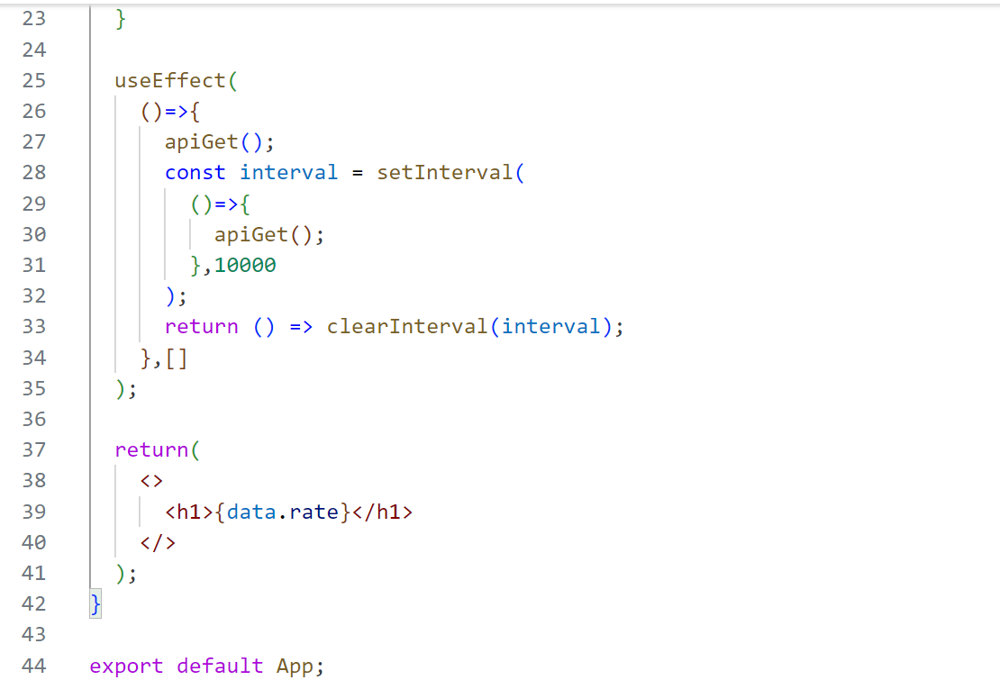 23 }
24
25 useEffect(
26 ()=>{
27 apiGet();
28 const interval = setInterval(
29 ()=>{
30 apiGet();
31 },10000
32 );
33 return () => clearInterval(interval);
34 },[]
35 );
36
37 return(
38 <>
39 <h1>{data.rate}</h1>
40 </>
41 );
42 }
43
44 export default App;